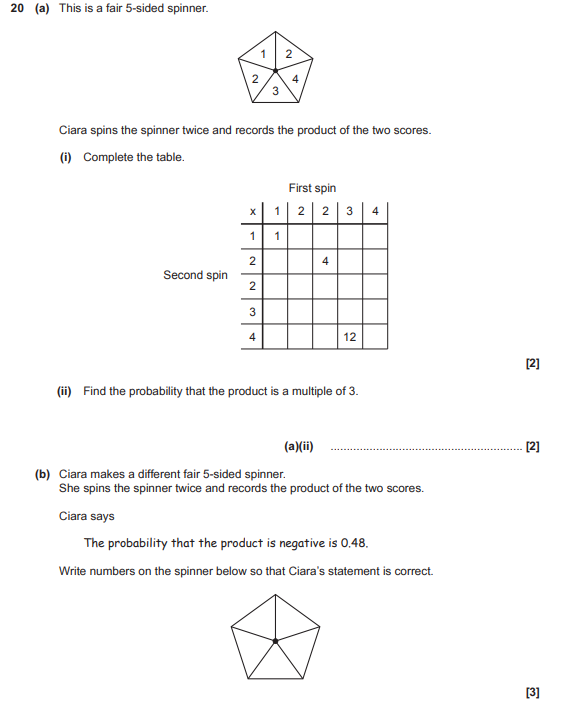 20 (a) This is a fair 5-sided spinner.
1 2
2 4
3
Ciara spins the spinner twice and records the product of the two scores.
(i) Complete the table.
First spin
x 1 2 2 3 4
1 1
2 4
Second spin
2
3
4 12
[2]
(ii) Find the probability that the product is a multiple of 3.
(a)(ii) ............................................................ [2]
(b) Ciara makes a different fair 5-sided spinner.
She spins the spinner twice and records the product of the two scores.
Ciara says
The probability that the product is negative is 0.48.
Write numbers on the spinner below so that Ciara's statement is correct.
[3]